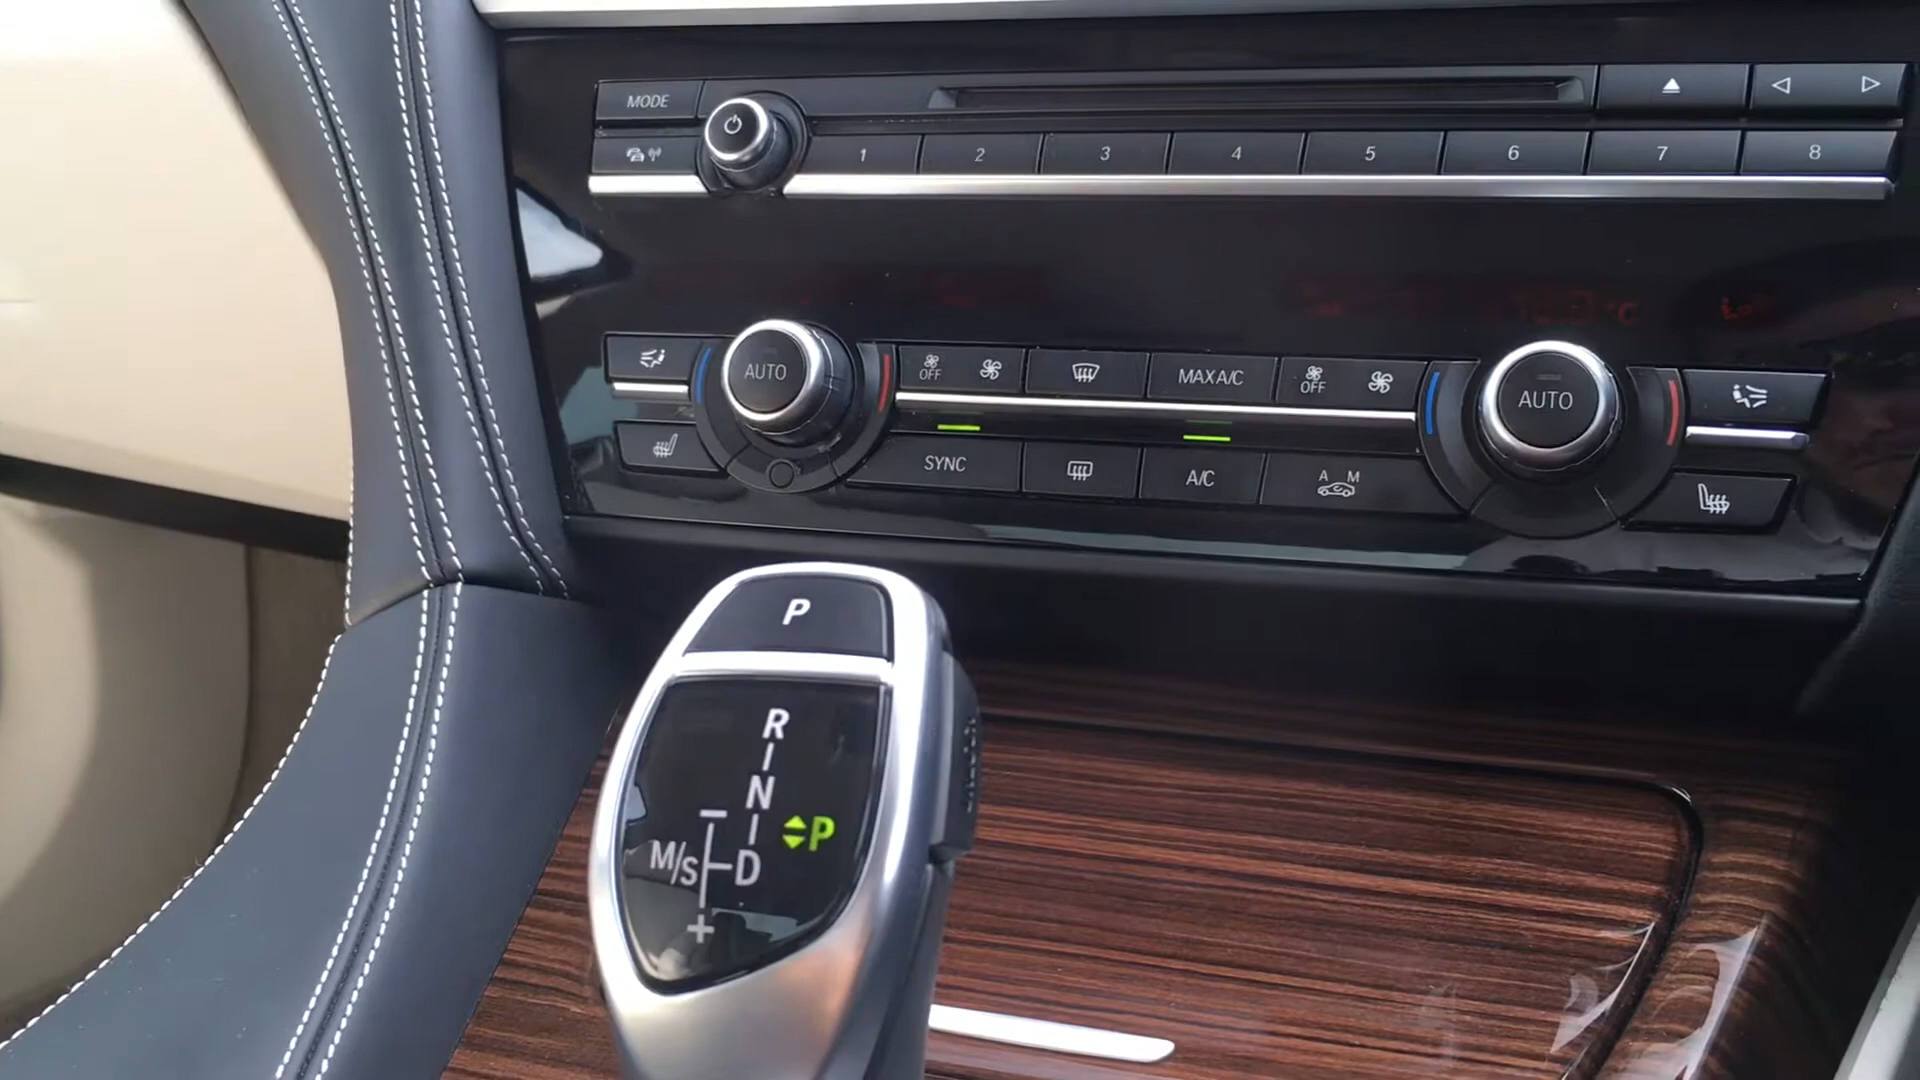 MODE
1 2 3 4 5 6 7 8
AUTO OFF MAX A/C OFF AUTO
SYNC A/C A M
P
R
N
P
M/S D
+